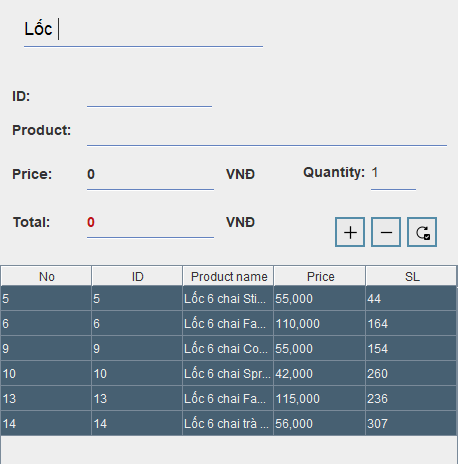 Lốc
ID:
Product:
Price: 0 VNĐ Quantity: 1
Total: 0 VNĐ
No ID Product name Price SL
5 5 Lốc 6 chai Sti... 55,000 44
6 6 Lốc 6 chai Fa... 110,000 164
9 9 Lốc 6 chai Co... 55,000 154
10 10 Lốc 6 chai Spr... 42,000 260
13 13 Lốc 6 chai Fa... 115,000 236
14 14 Lốc 6 chai trà ... 56,000 307